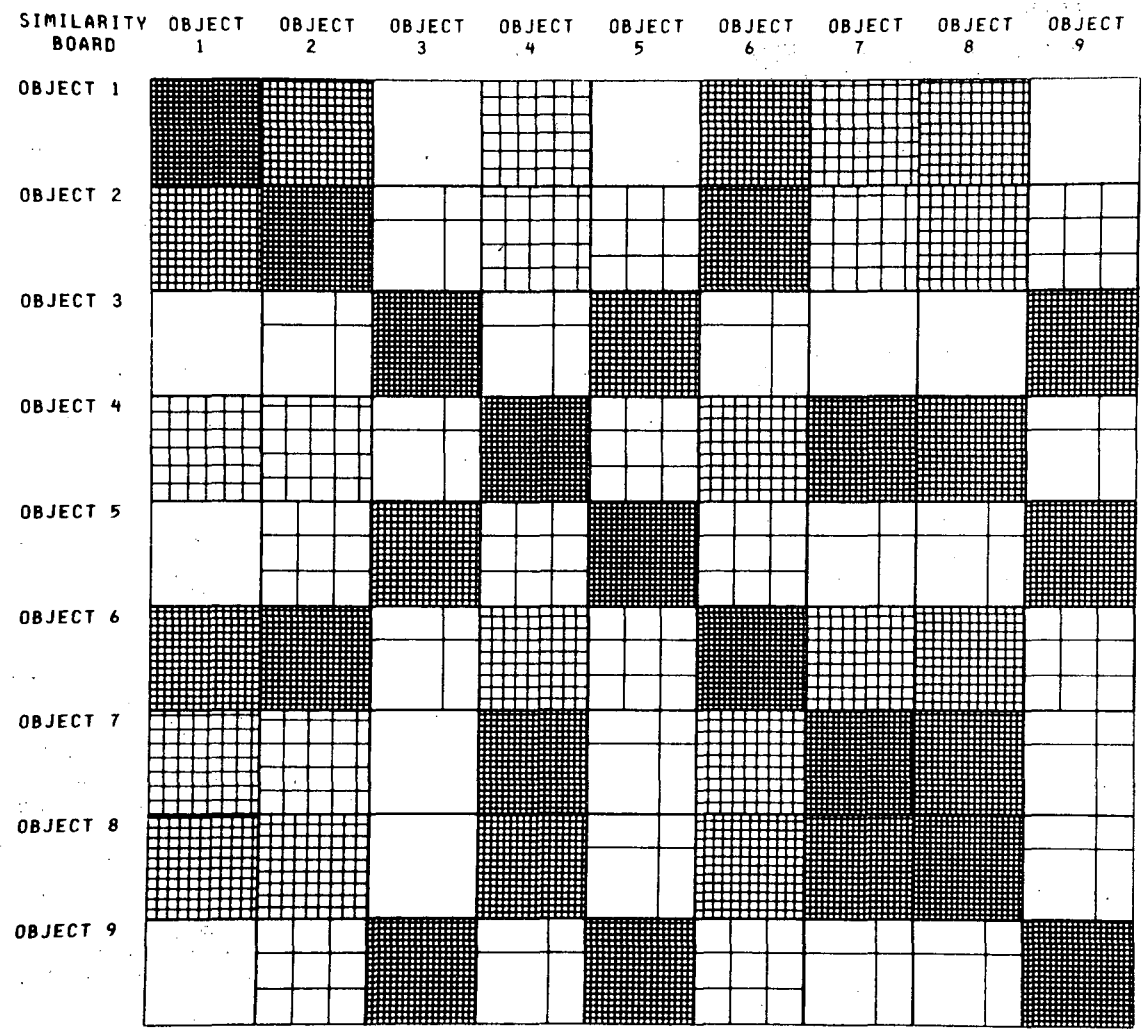 SIMILARITY OBJECT OBJECT OBJECT OBJECT OBJECT OBJECT OBJECT OBJECT OBJECT
BOARD 1 2 3 4 5 6 7 8 9
OBJECT 1
OBJECT 2
OBJECT 3
OBJECT 4
OBJECT 5
OBJECT 6
OBJECT 7
OBJECT 8
OBJECT 9